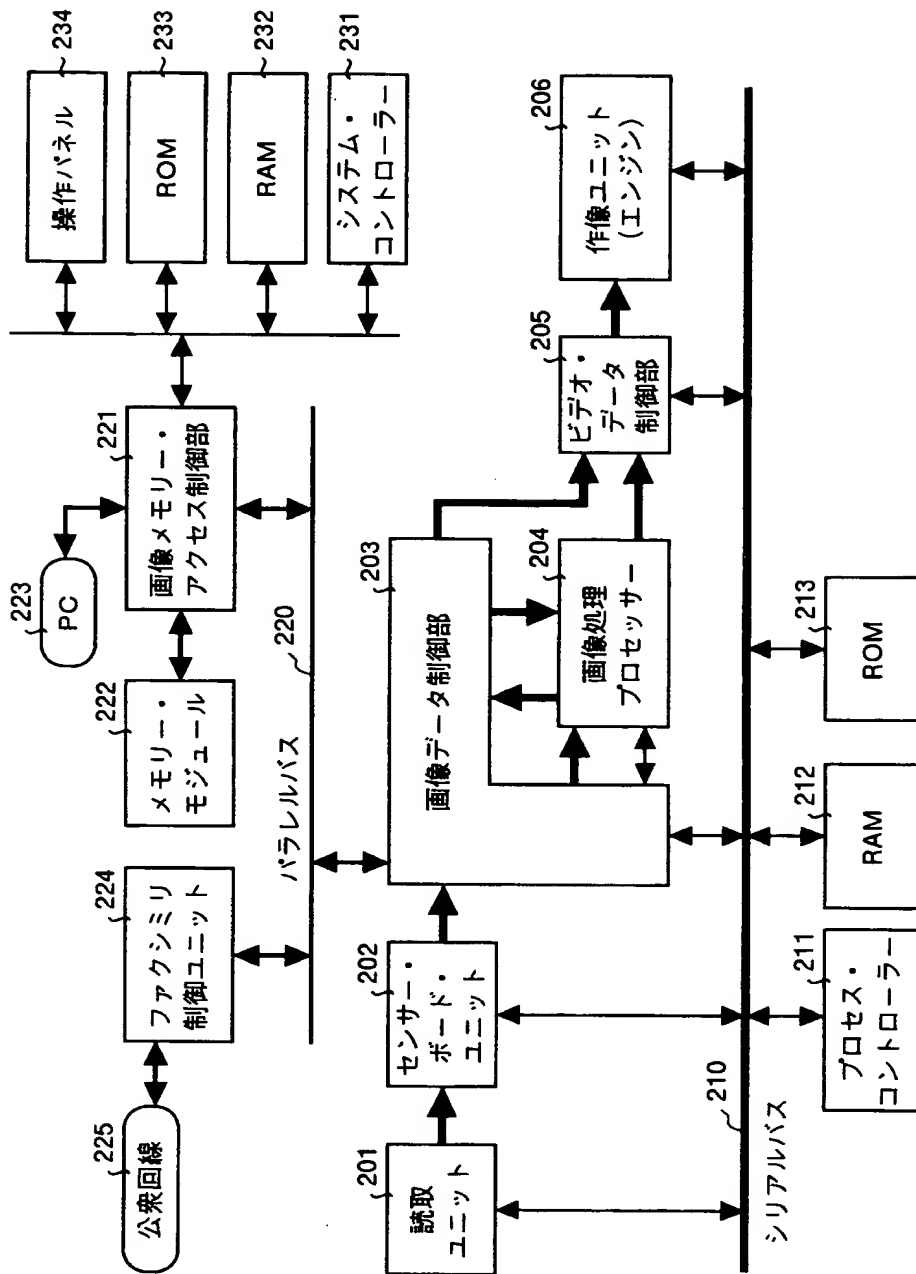 225
公衆回線
224
ファクシミリ
制御ユニット
222
メモリー・
モジュール
223
PC
221
画像メモリー・
アクセス制御部
234
操作パネル
233
ROM
232
RAM
231
システム・
コントローラー
パラレルバス
220
201
読取
ユニット
202
センサー・
ボード・
ユニット
203
画像データ制御部
204
画像処理
プロセッサー
205
ビデオ・
データ
制御部
206
作像ユニット
(エンジン)
シリアルバス
210
211
プロセス・
コントローラー
212
RAM
213
ROM